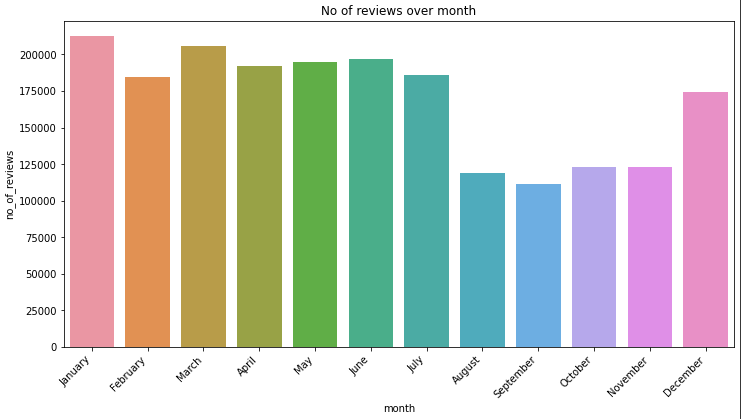 No of reviews over month
no_of_reviews
200000
175000
150000
125000
100000
75000
50000
25000
0
January
February
March
April
May
June
July
August
September
October
November
December
month